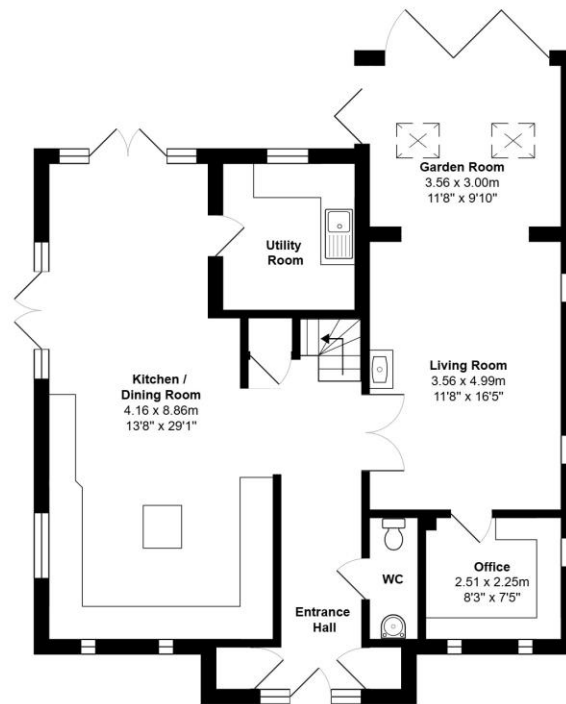 Garden Room
3.56 x 3.00m
11'8" x 9'10"
Utility
Room
Living Room
3.56 x 4.99m
11'8" x 16'5"
Kitchen /
Dining Room
4.16 x 8.86m
13'8" x 29'1"
Office
2.51 x 2.25m
8'3" x 7'5"
WC
Entrance
Hall